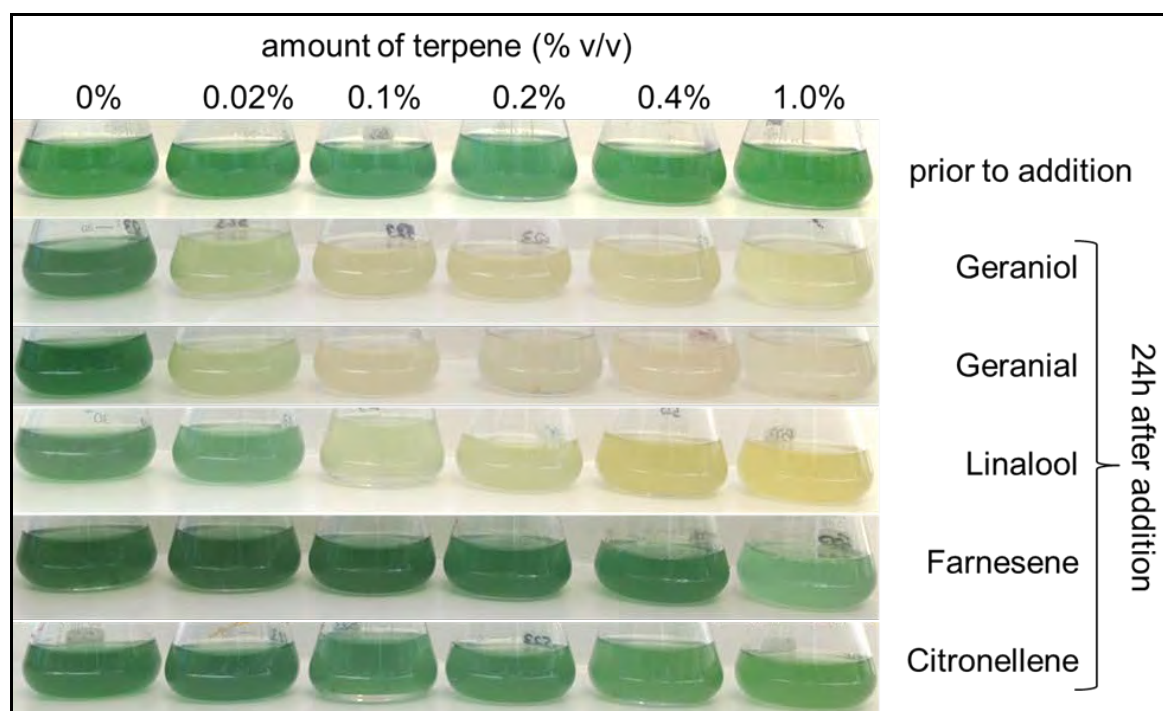 amount of terpene (% v/v)
0% 0.02% 0.1% 0.2% 0.4% 1.0%
prior to addition
Geraniol
Geranial
Linalool
Farnesene
Citronellene
24h after addition